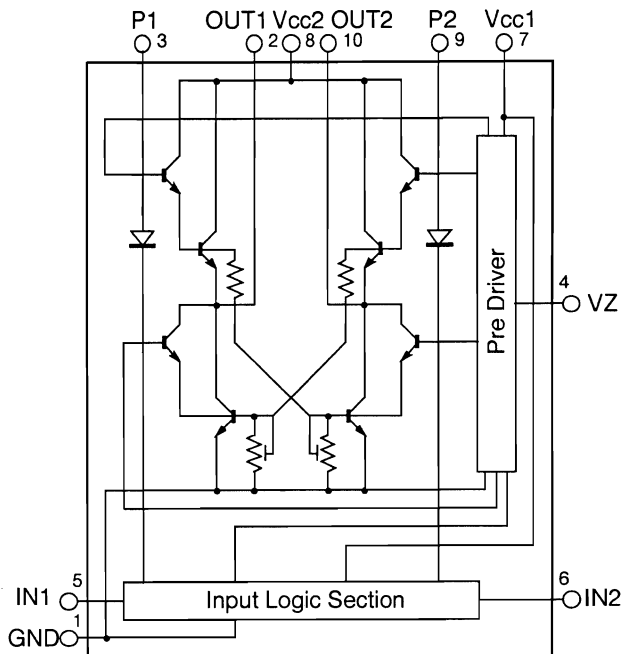 P1 OUT1 Vcc2 OUT2 P2 Vcc1
3 2 8 10 9 7
Pre Driver
4
VZ
5
IN1
Input Logic Section
6
IN2
1
GND